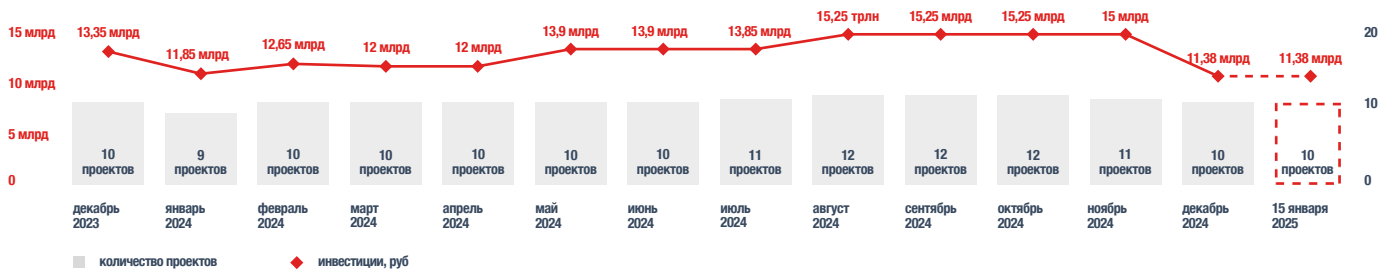 15 млрд
10 млрд
5 млрд
0
13,35 млрд
11,85 млрд
12,65 млрд
12 млрд
12 млрд
13,9 млрд
13,9 млрд
13,85 млрд
15,25 трлн
15,25 млрд
15,25 млрд
15 млрд
11,38 млрд
11,38 млрд
20
10
0
10
проектов
9
проектов
10
проектов
10
проектов
10
проектов
10
проектов
10
проектов
11
проектов
12
проектов
12
проектов
12
проектов
11
проектов
10
проектов
10
проектов
декабрь
2023
январь
2024
февраль
2024
март
2024
апрель
2024
май
2024
июнь
2024
июль
2024
август
2024
сентябрь
2024
октябрь
2024
ноябрь
2024
декабрь
2024
15 января
2025
количество проектов
инвестиции, руб